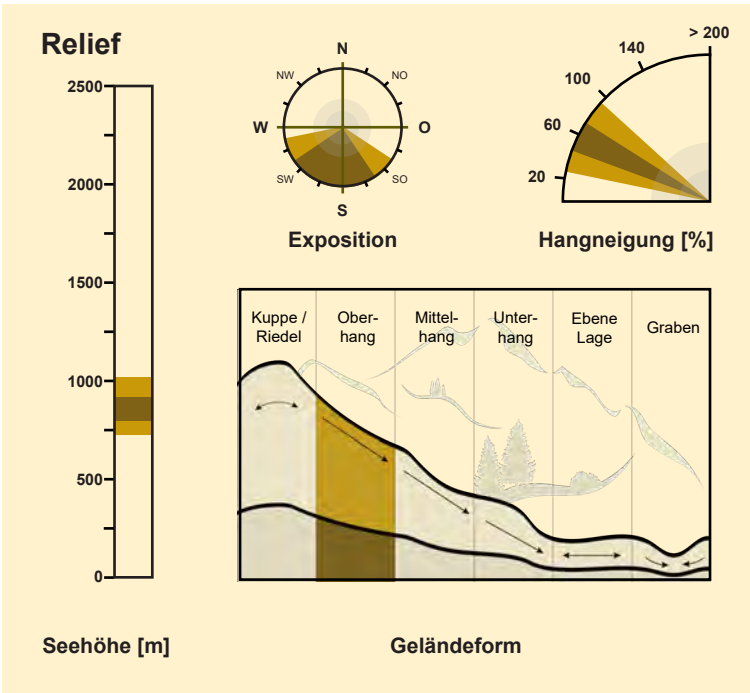 Relief
2500
2000
1500
1000
500
0
Seehöhe [m]
N
NW
NO
W
O
SW
SO
S
Exposition
> 200
140
100
60
20
Hangneigung [%]
Kuppe /
Riedel
Ober-
hang
Mittel-
hang
Unter-
hang
Ebene
Lage
Graben
Geländeform